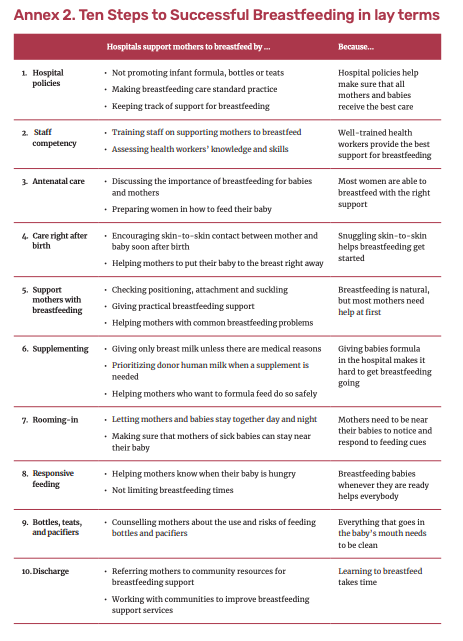 Annex 2. Ten Steps to Successful Breastfeeding in lay terms
Hospitals support mothers to breastfeed by ... Because...
1. Hospital policies
• Not promoting infant formula, bottles or teats
• Making breastfeeding care standard practice
• Keeping track of support for breastfeeding
Hospital policies help
make sure that all
mothers and babies
receive the best care
2. Staff
competency
• Training staff on supporting mothers to breastfeed
• Assessing health workers' knowledge and skills
Well-trained health
workers provide the best
support for breastfeeding
3. Antenatal care
• Discussing the importance of breastfeeding for babies
and mothers
• Preparing women in how to feed their baby
Most women are able to
breastfeed with the right
support
4. Care right after
birth
• Encouraging skin-to-skin contact between mother and
baby soon after birth
• Helping mothers to put their baby to the breast right away
Snuggling skin-to-skin
helps breastfeeding get
started
5. Support
mothers with
breastfeeding
• Checking positioning, attachment and suckling
• Giving practical breastfeeding support
• Helping mothers with common breastfeeding problems
Breastfeeding is natural,
but most mothers need
help at first
6. Supplementing
• Giving only breast milk unless there are medical reasons
• Prioritizing donor human milk when a supplement is
needed
• Helping mothers who want to formula feed do so safely
Giving babies formula
in the hospital makes it
hard to get breastfeeding
going
7. Rooming-in
• Letting mothers and babies stay together day and night
• Making sure that mothers of sick babies can stay near
their baby
Mothers need to be near
their babies to notice and
respond to feeding cues
8. Responsive
feeding
• Helping mothers know when their baby is hungry
• Not limiting breastfeeding times
Breastfeeding babies
whenever they are ready
helps everybody
9. Bottles, teats,
and pacifiers
• Counselling mothers about the use and risks of feeding
bottles and pacifiers
Everything that goes in
the baby's mouth needs
to be clean
10. Discharge
• Referring mothers to community resources for
breastfeeding support
• Working with communities to improve breastfeeding
support services
Learning to breastfeed
takes time